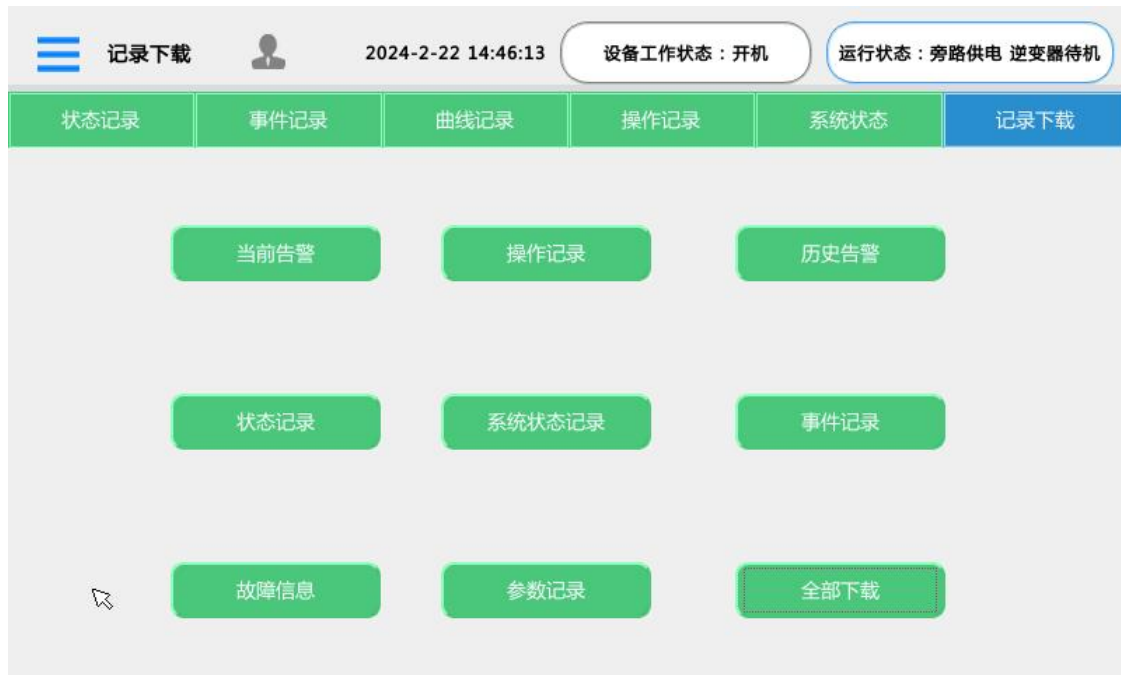 记录下载 2024-2-22 14:46:13 设备工作状态：开机 运行状态：旁路供电 逆变器待机
状态记录 事件记录 曲线记录 操作记录 系统状态 记录下载
当前告警 操作记录 历史告警
状态记录 系统状态记录 事件记录
故障信息 参数记录 全部下载